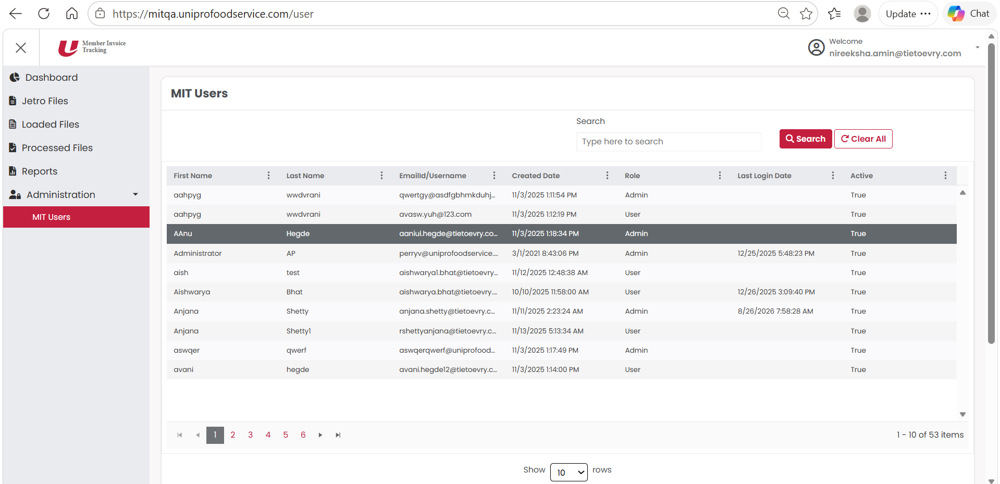 https://mitqa.uniprofoodservice.com/user
Update
Chat
Member Invoice
Tracking
Welcome
nireeksha.amin@tietoevry.com
Dashboard
Jetro Files
Loaded Files
Processed Files
Reports
Administration
MIT Users
MIT Users
Search
Type here to search
Search
Clear All
First Name Last Name EmailId/Username Created Date Role Last Login Date Active
aahpyg wwdvrani qwertgy@asdfgbhmkduhj... 11/3/2025 1:11:54 PM Admin True
aahpyg wwdvrani avasw.yuh@123.com 11/3/2025 1:12:19 PM User True
AAnu Hegde aaniui.hegde@tietoevry.co... 11/3/2025 1:18:34 PM Admin True
Administrator AP perryv@uniprofoodservice.... 3/1/2021 8:43:06 PM Admin 12/25/2025 5:48:23 PM True
aish test aishwarya1.bhat@tietoevry... 11/12/2025 12:48:38 AM User True
Aishwarya Bhat aishwarya.bhat@tietoevry.... 10/10/2025 11:58:00 AM User 12/26/2025 3:09:40 PM True
Anjana Shetty anjana.shetty@tietoevry.c... 11/11/2025 2:23:24 AM Admin 8/26/2026 7:58:28 AM True
Anjana Shetty1 rshettyanjana@tietoevry.c... 11/13/2025 5:13:34 AM User True
aswqer qwerf aswqerqwerf@uniprofood... 11/3/2025 1:17:49 PM Admin True
avani hegde avani.hegde12@tietoevry.c... 11/3/2025 1:14:00 PM User True
1 2 3 4 5 6
1 - 10 of 53 items
Show 10 rows